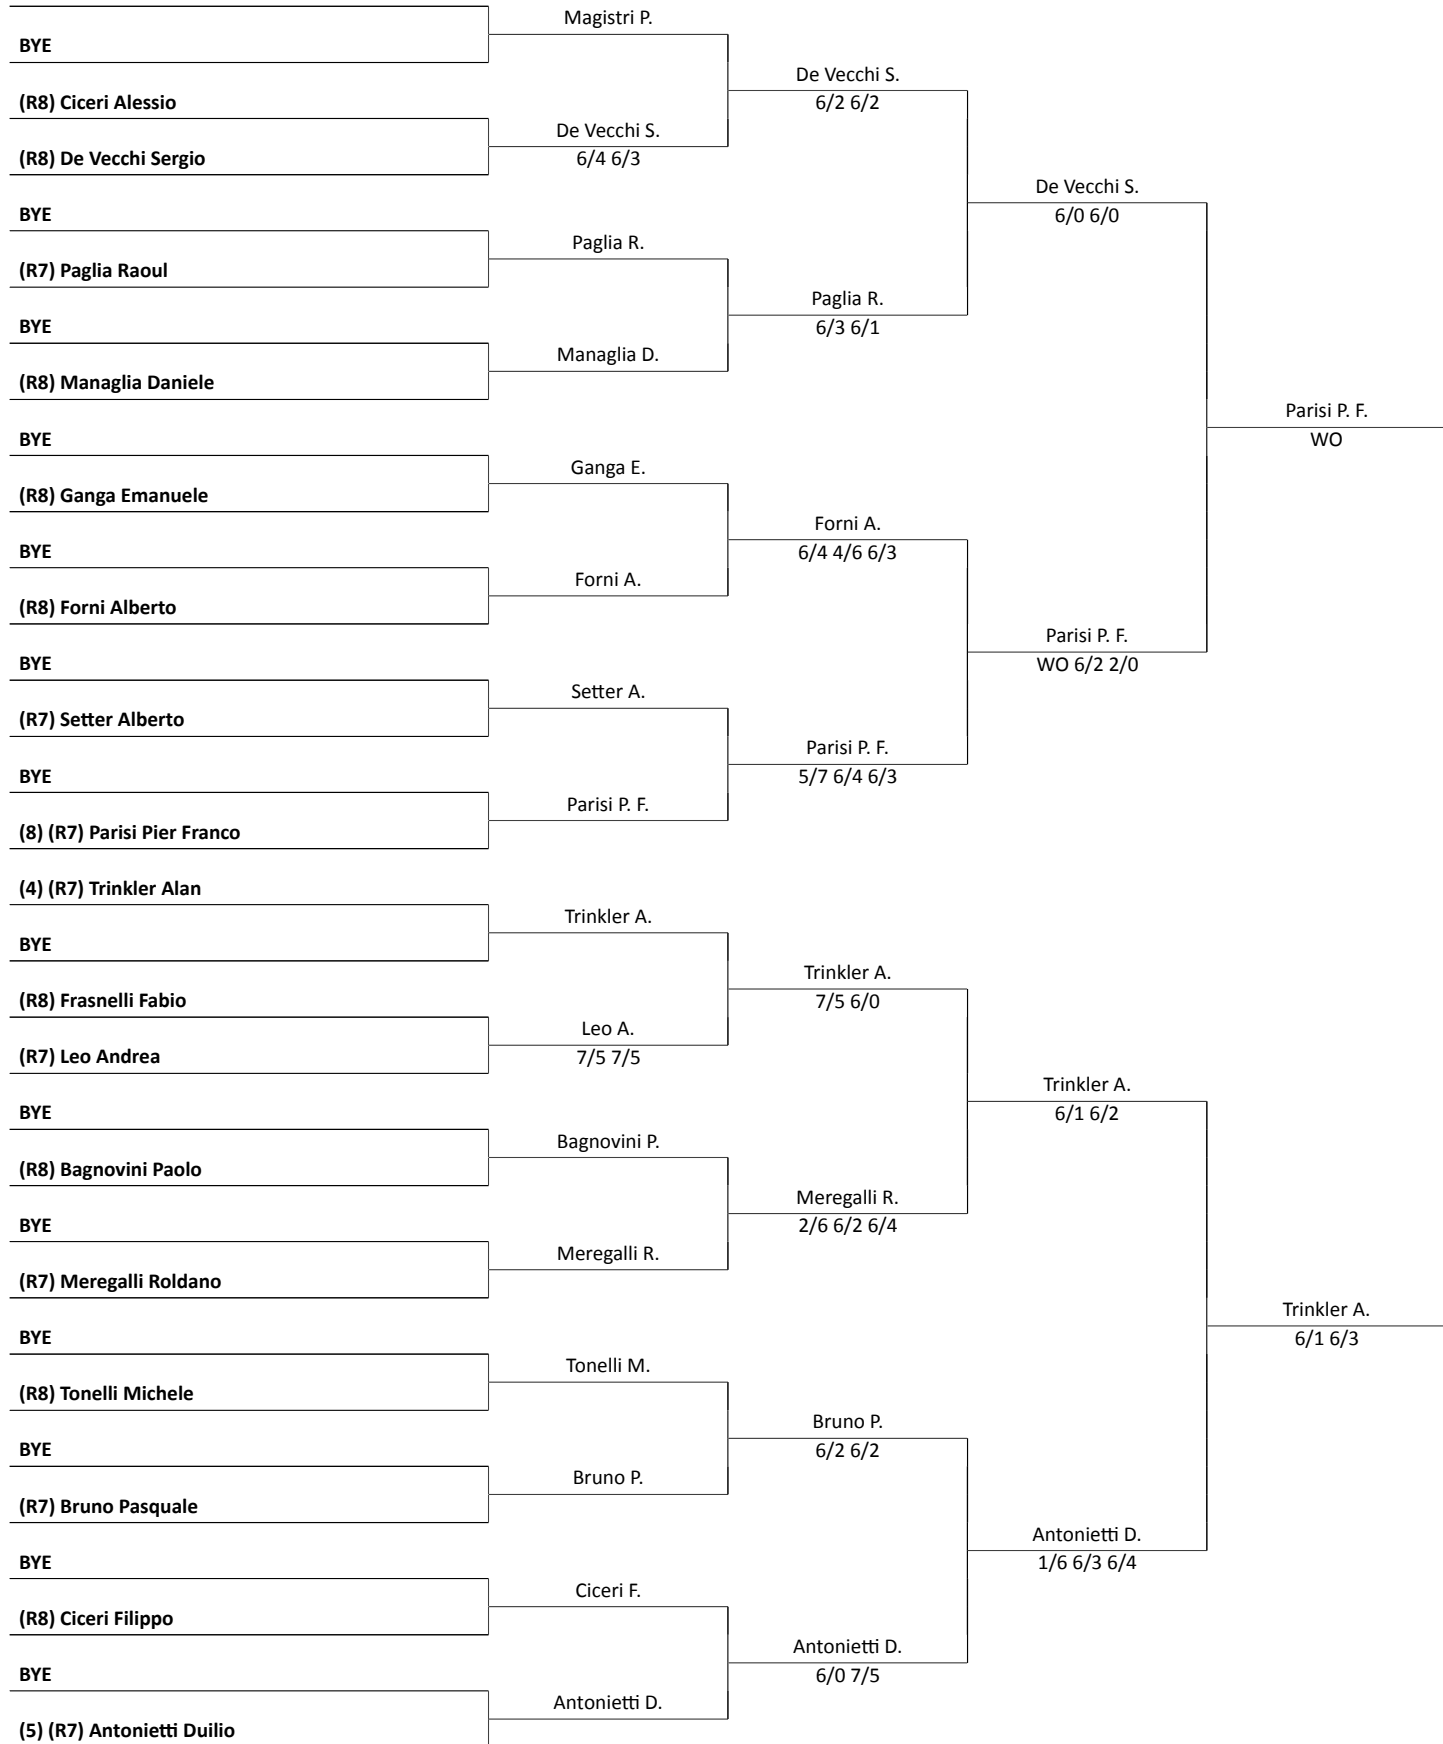 Magistri P.
BYE
De Vecchi S.
6/2 6/2
(R8) Ciceri Alessio
De Vecchi S.
6/4 6/3
(R8) De Vecchi Sergio
De Vecchi S.
6/0 6/0
BYE
Paglia R.
(R7) Paglia Raoul
Paglia R.
6/3 6/1
BYE
Managlia D.
(R8) Managlia Daniele
Parisi P. F.
WO
BYE
Ganga E.
(R8) Ganga Emanuele
Forni A.
6/4 4/6 6/3
BYE
Forni A.
(R8) Forni Alberto
Parisi P. F.
WO 6/2 2/0
BYE
Setter A.
(R7) Setter Alberto
Parisi P. F.
5/7 6/4 6/3
BYE
Parisi P. F.
(8) (R7) Parisi Pier Franco
(4) (R7) Trinkler Alan
Trinkler A.
BYE
Trinkler A.
7/5 6/0
(R8) Frasnelli Fabio
Leo A.
7/5 7/5
(R7) Leo Andrea
Trinkler A.
6/1 6/2
BYE
Bagnovini P.
(R8) Bagnovini Paolo
Meregalli R.
2/6 6/2 6/4
BYE
Meregalli R.
(R7) Meregalli Roldano
Trinkler A.
6/1 6/3
BYE
Tonelli M.
(R8) Tonelli Michele
Bruno P.
6/2 6/2
BYE
Bruno P.
(R7) Bruno Pasquale
Antonietti D.
1/6 6/3 6/4
BYE
Ciceri F.
(R8) Ciceri Filippo
Antonietti D.
6/0 7/5
BYE
Antonietti D.
(5) (R7) Antonietti Duilio